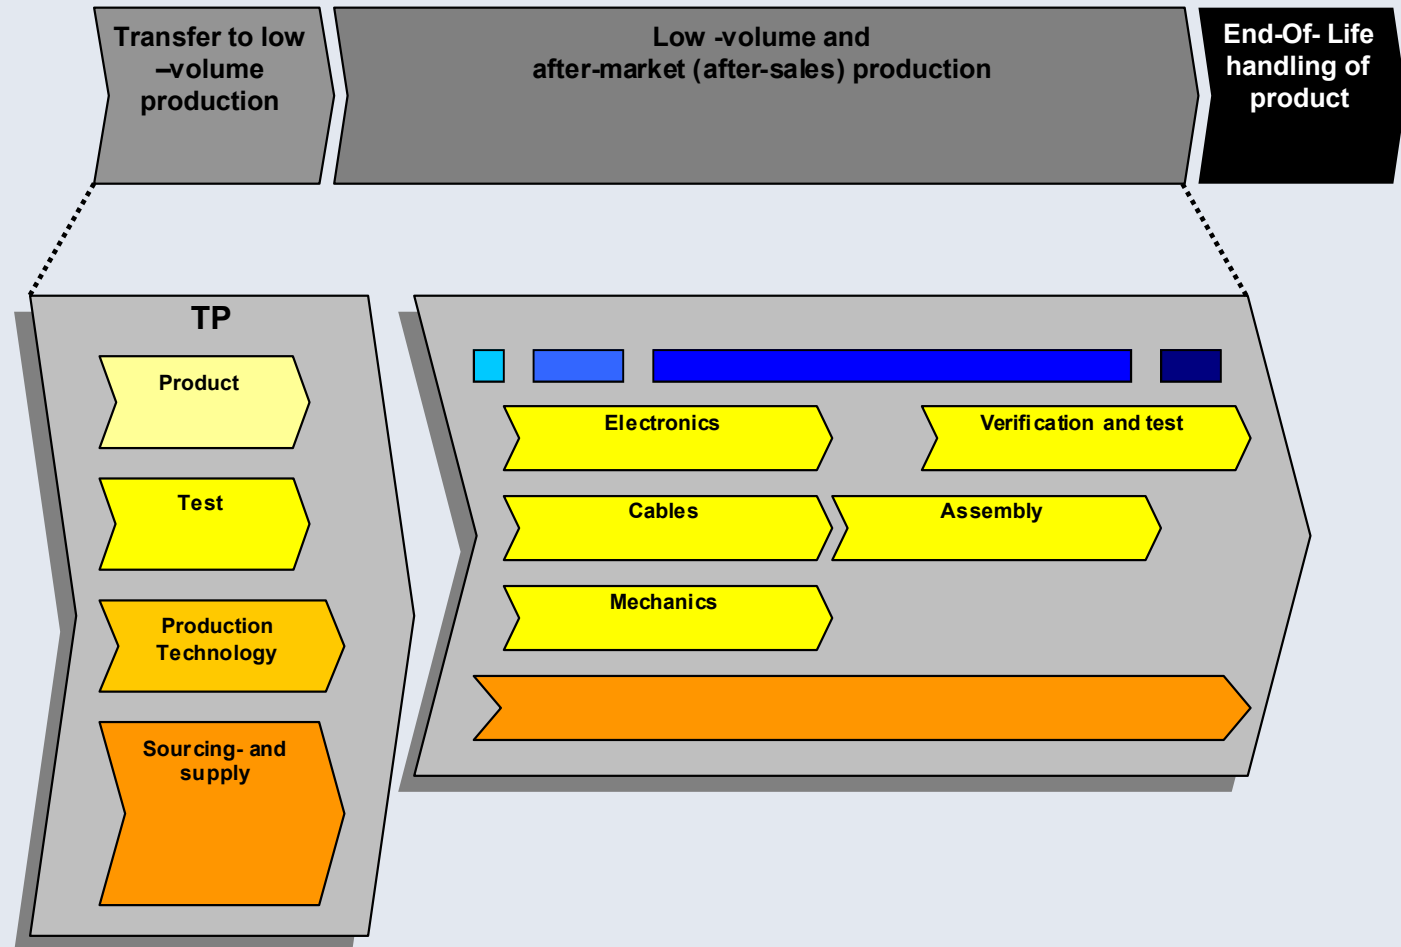 Transfer to low
–volume
production
Low -volume and
after-market (after-sales) production
End-Of- Life
handling of
product
TP
Product
Test
Production
Technology
Sourcing- and
supply
Electronics
Verification and test
Cables
Assembly
Mechanics